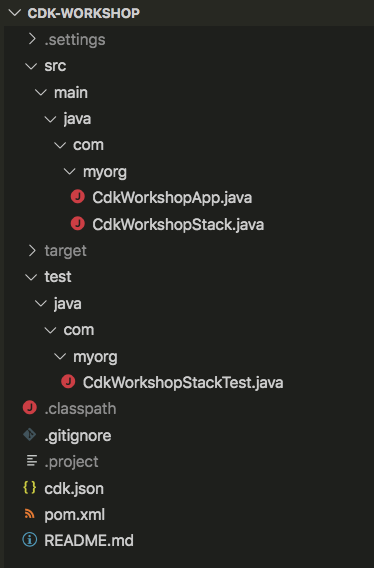 CDK-WORKSHOP
.settings
src
main
java
com
myorg
CdkWorkshopApp.java
CdkWorkshopStack.java
target
test
java
com
myorg
CdkWorkshopStackTest.java
.classpath
.gitignore
.project
cdk.json
pom.xml
README.md